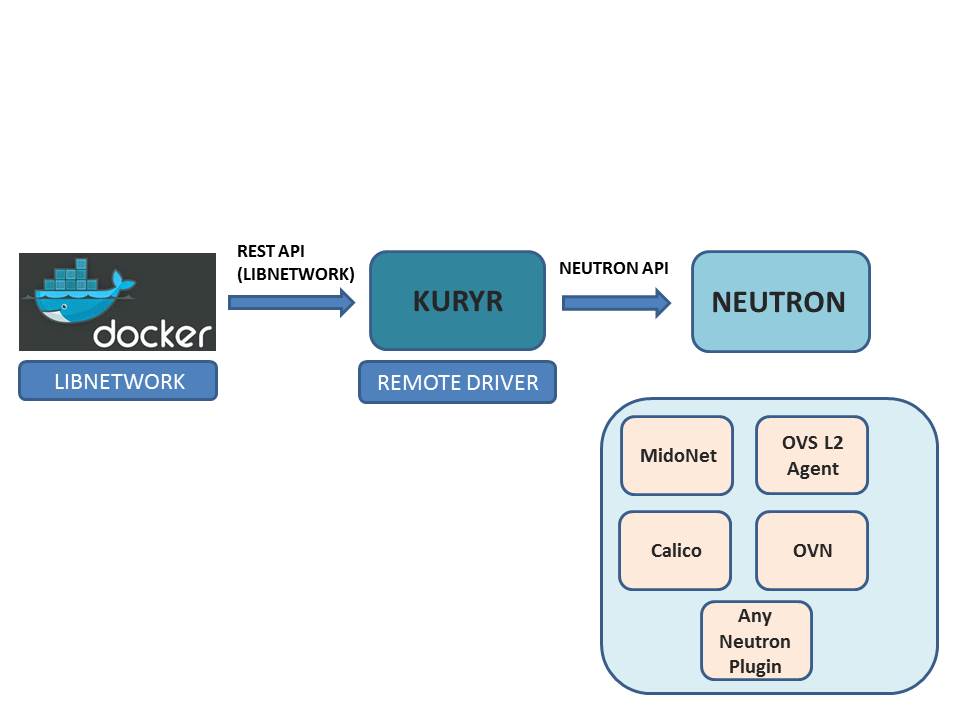 REST API
(LIBNETWORK)
docker
LIBNETWORK
KURYR
REMOTE DRIVER
NEUTRON API
NEUTRON
MidoNet
OVS L2
Agent
Calico
OVN
Any
Neutron
Plugin